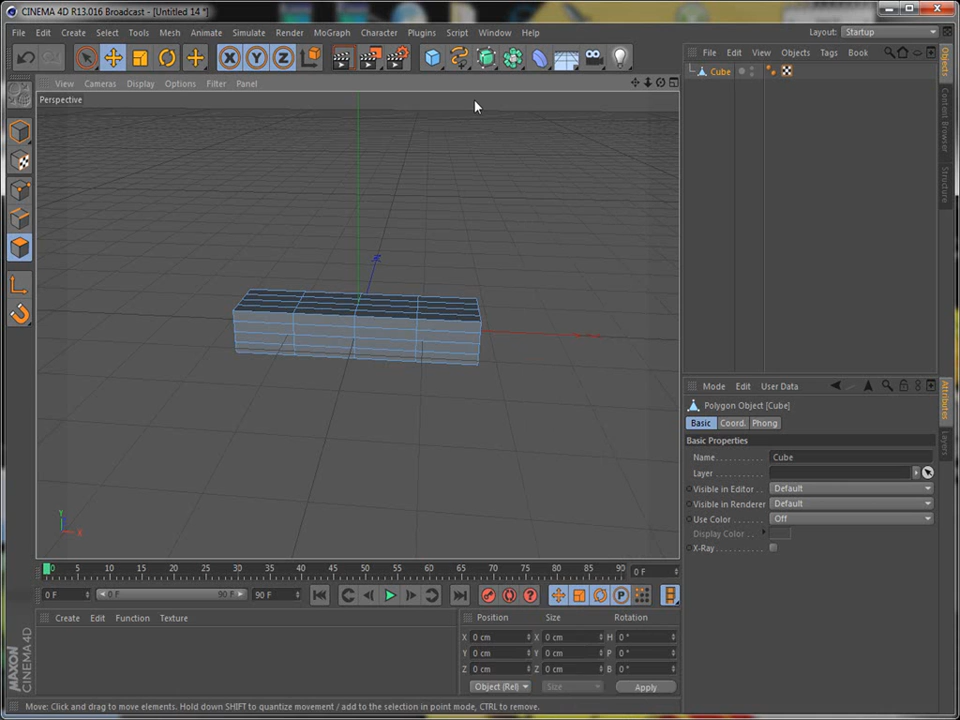 CINEMA 4D R13.016 Broadcast - [Untitled 14 *]
File Edit Create Select Tools Mesh Animate Simulate Render MoGraph Character Plugins Script Window Help
Layout: Startup
X Y Z
File Edit View Objects Tags Book
View Cameras Display Options Filter Panel
Cube
Perspective
Objects
Content Browser
Structure
Z
Y
X
Mode Edit User Data
Polygon Object [Cube]
Basic Coord. Phong
Basic Properties
Name Cube
Layer
Visible in Editor Default
Visible in Renderer Default
Use Color Off
Display Color
X-Ray
Attributes
Layers
0 5 10 15 20 25 30 35 40 45 50 55 60 65 70 75 80 85 90 0 F
0 F 0 F 90 F 90 F
Create Edit Function Texture
Position Size Rotation
X 0 cm X 0 cm H 0 °
Y 0 cm Y 0 cm P 0 °
Z 0 cm Z 0 cm B 0 °
Object (Rel) Size Apply
MAXON
CINEMA 4D
Move: Click and drag to move elements. Hold down SHIFT to quantize movement / add to the selection in point mode, CTRL to remove.